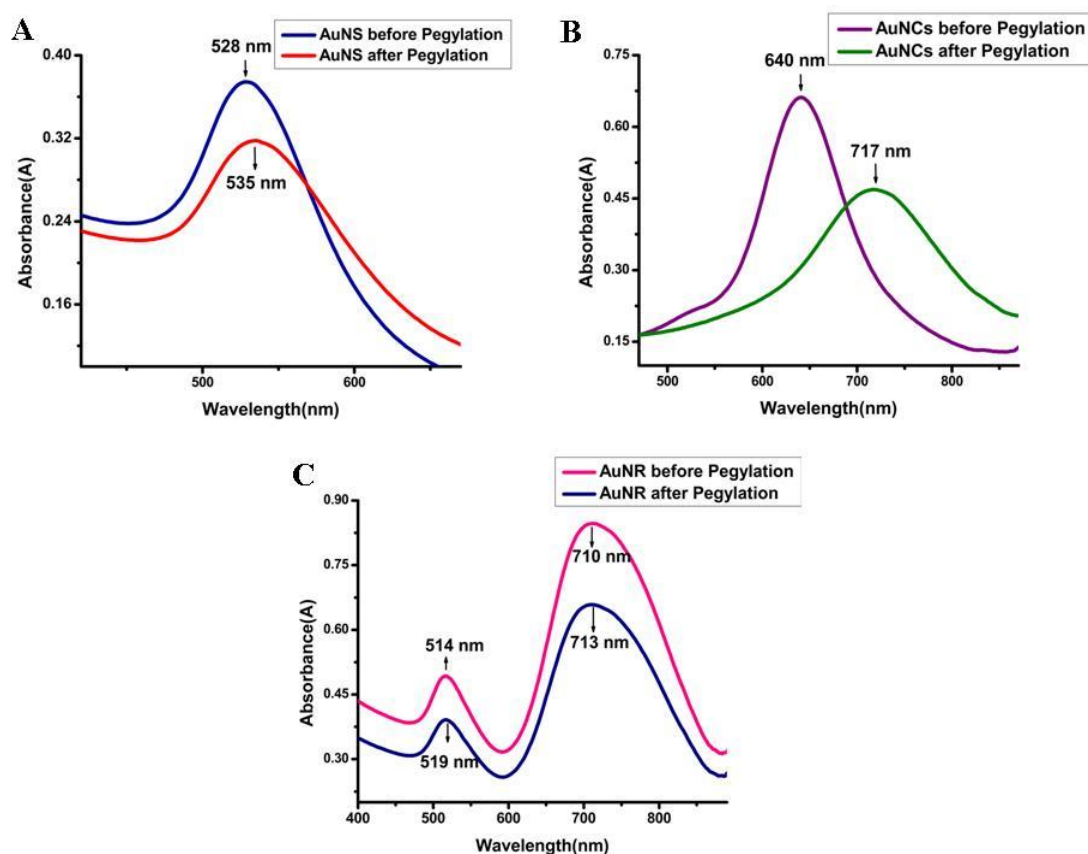 A
AuNS before Pegylation
AuNS after Pegylation
528 nm
535 nm
0.40
0.32
0.24
0.16
Absorbance(A)
500
600
Wavelength(nm)
B
AuNCs before Pegylation
AuNCs after Pegylation
640 nm
717 nm
0.75
0.60
0.45
0.30
0.15
Absorbance(A)
500
600
700
800
Wavelength(nm)
C
AuNR before Pegylation
AuNR after Pegylation
710 nm
713 nm
514 nm
519 nm
0.90
0.75
0.60
0.45
0.30
Absorbance(A)
400
500
600
700
800
Wavelength(nm)